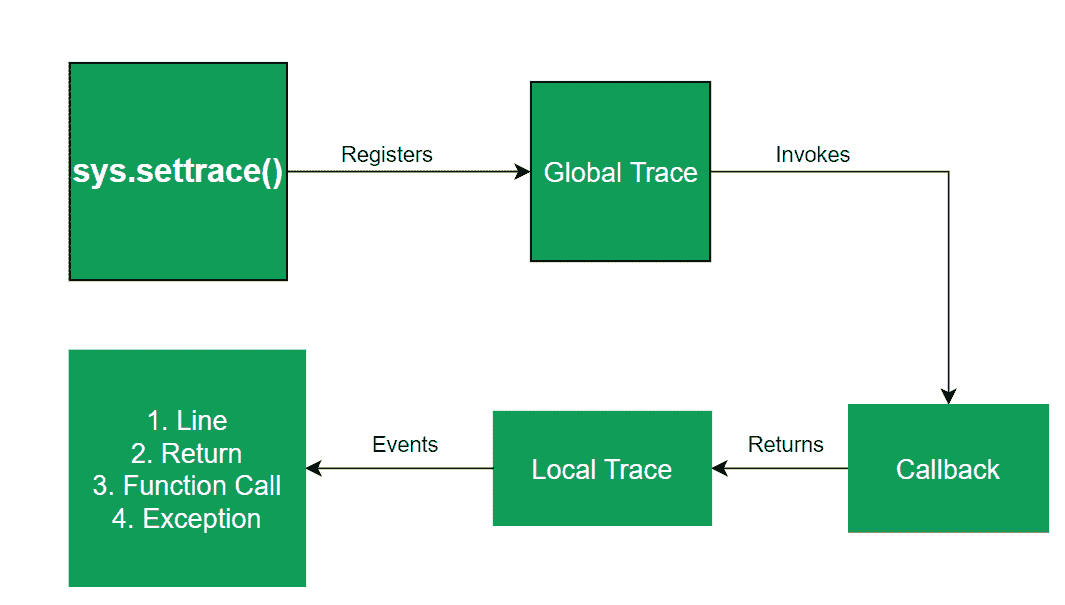 sys.settrace()
Registers
Global Trace
Invokes
Callback
Returns
Local Trace
Events
1. Line
2. Return
3. Function Call
4. Exception